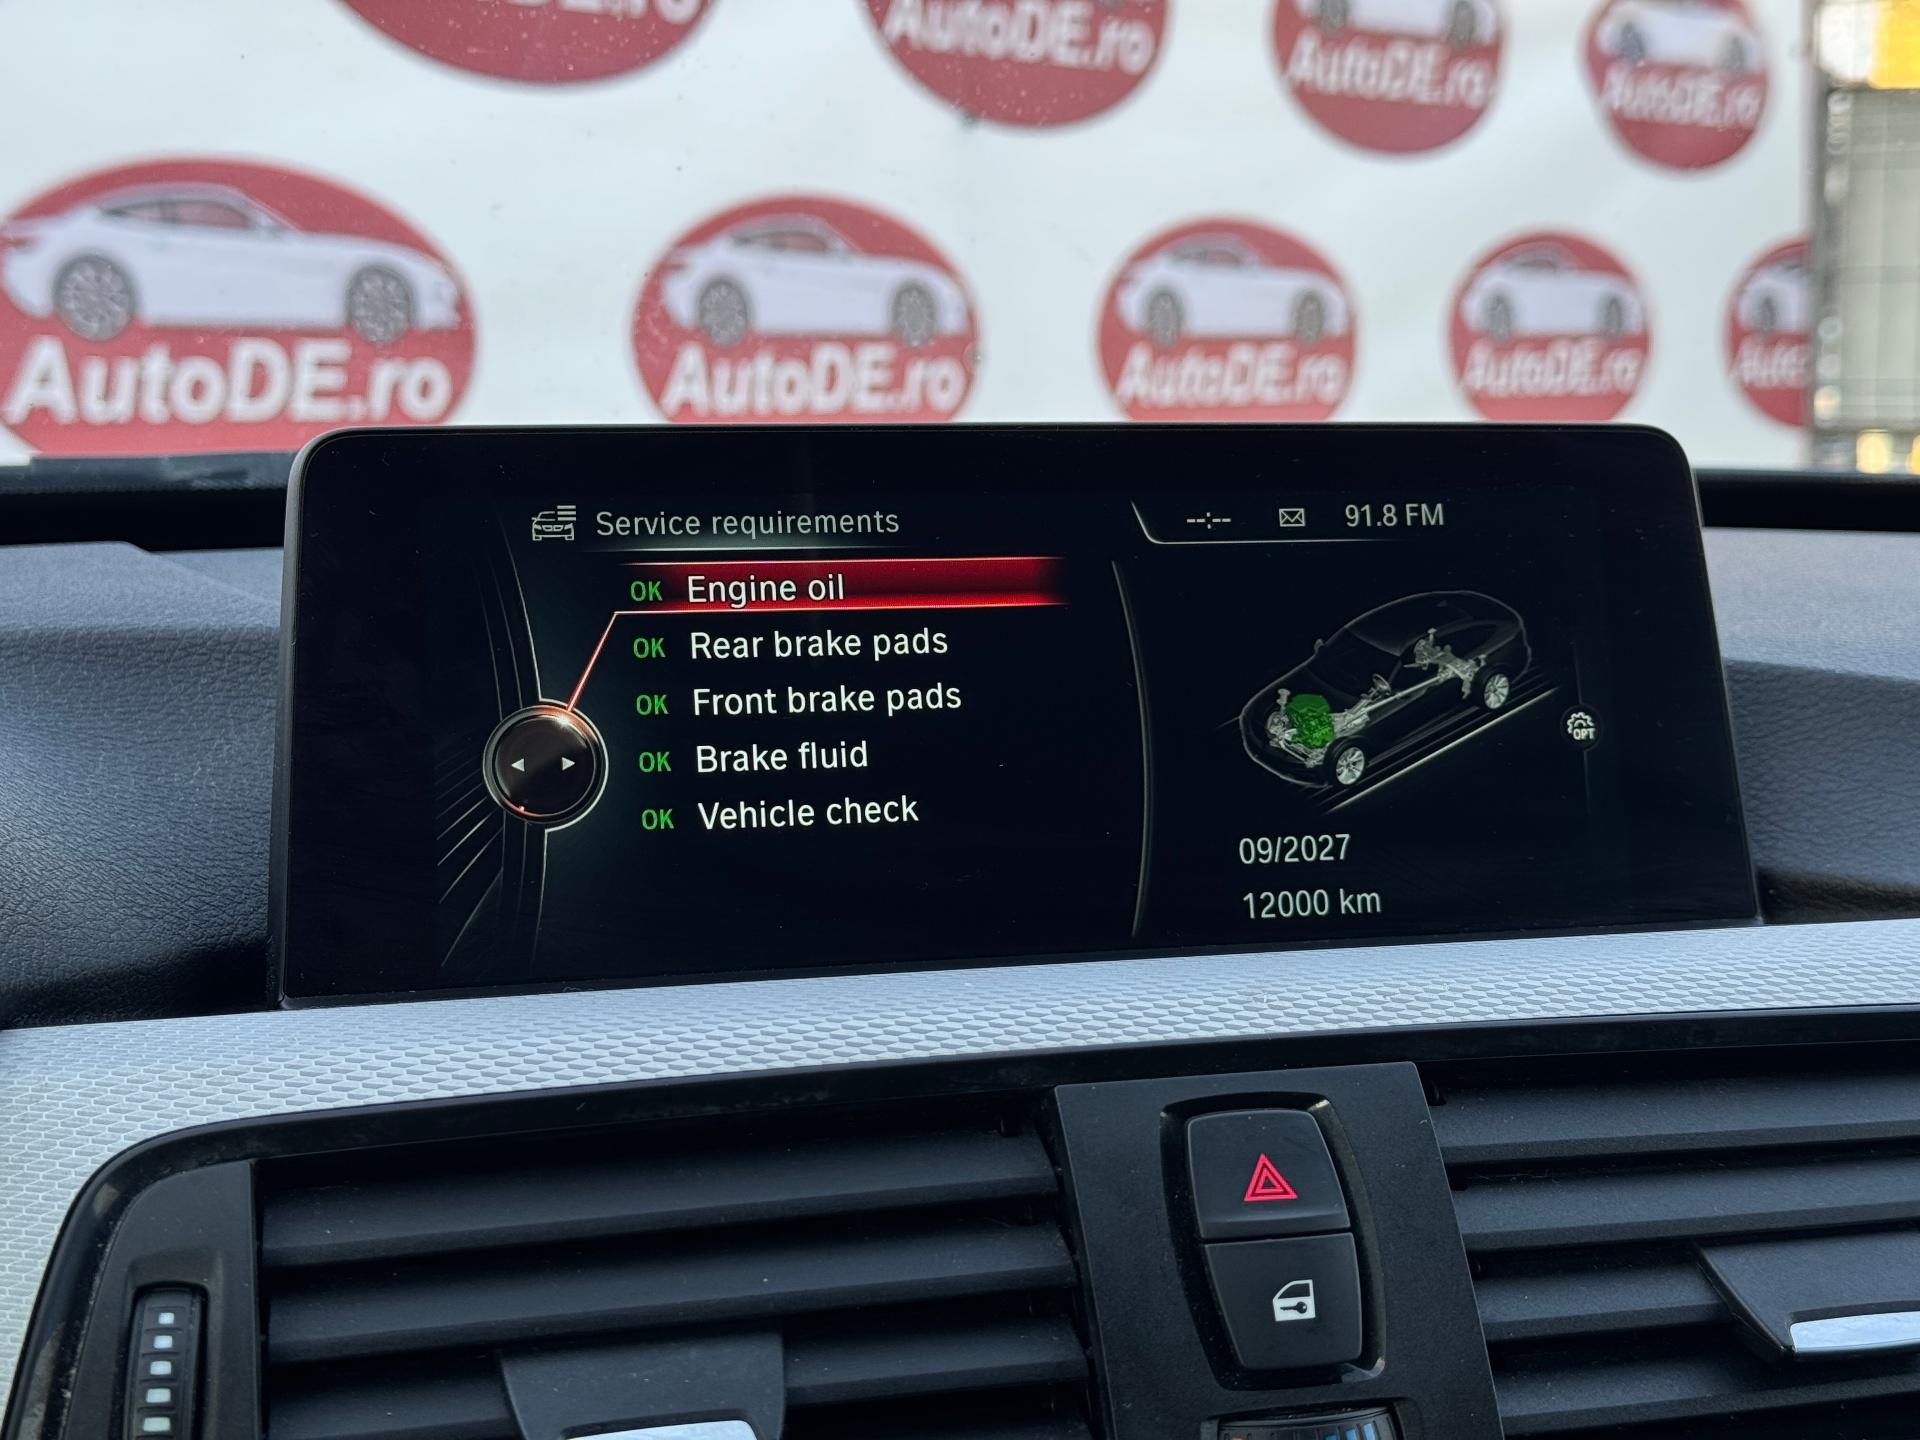 AutoDE.ro
AutoDE.ro
AutoDE.ro
AutoDE.ro
AutoDE.ro
AutoDE.ro
AutoDE.ro
AutoDE.ro
Service requirements
--:--
91.8 FM
OK Engine oil
OK Rear brake pads
OK Front brake pads
OK Brake fluid
OK Vehicle check
OPT
09/2027
12000 km